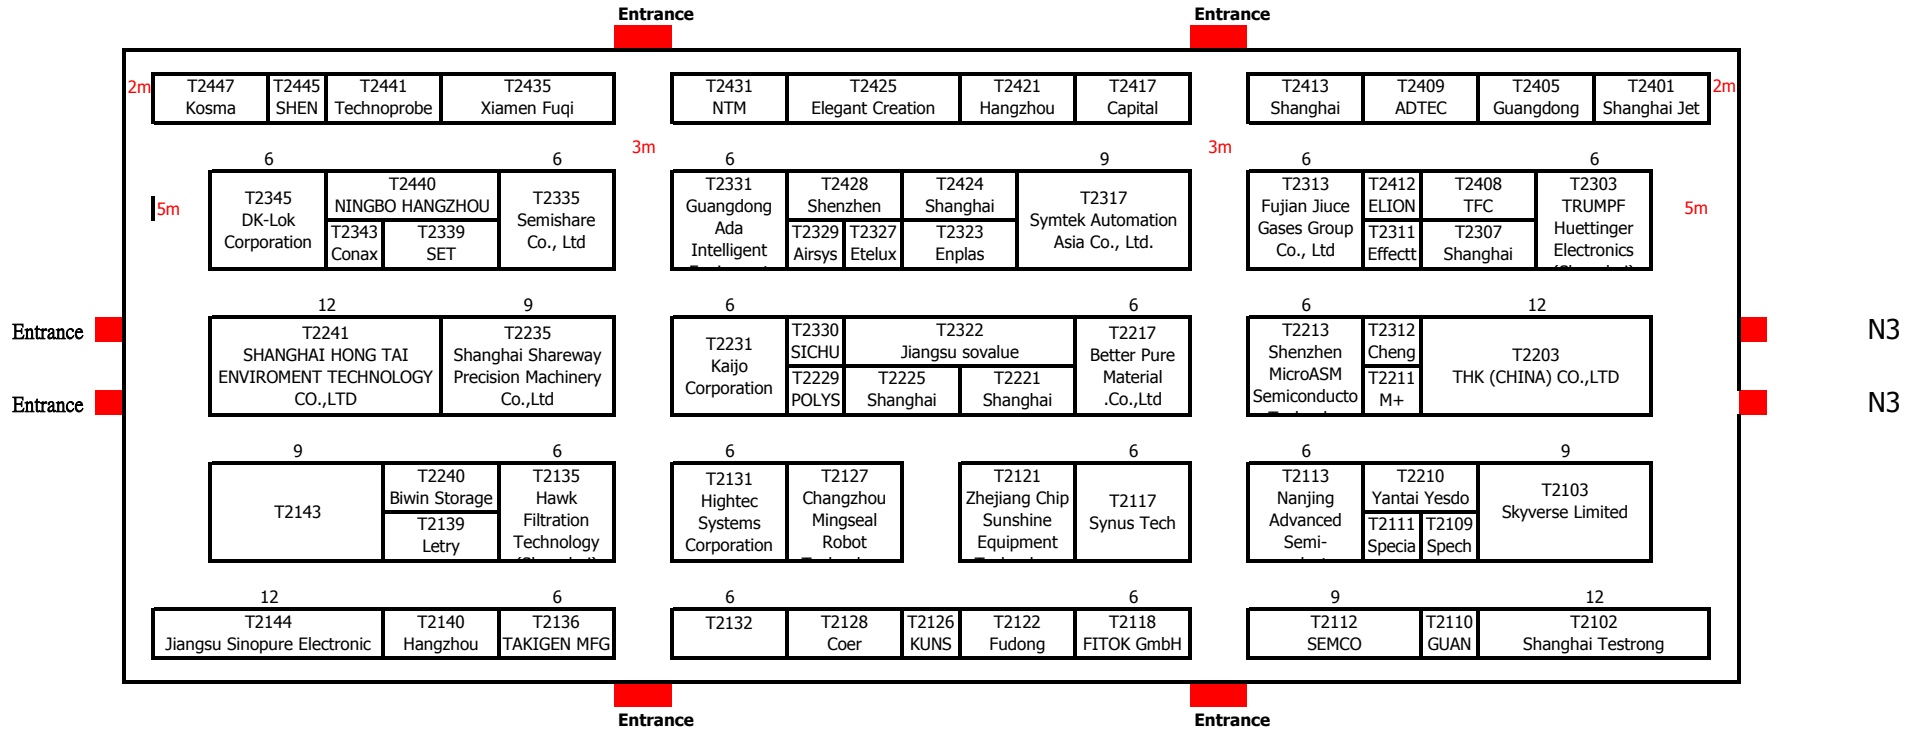 Entrance Entrance
2m T2447 T2445 T2441 T2435 T2431 T2425 T2421 T2417 T2413 T2409 T2405 T2401 2m
Kosma SHEN Technoprobe Xiamen Fuqi NTM Elegant Creation Hangzhou Capital Shanghai ADTEC Guangdong Shanghai Jet
3m 3m
6 6 6 9 6 6
5m
T2345
DK-Lok
Corporation
T2440
NINGBO HANGZHOU
T2343
Conax
T2339
SET
T2335
Semishare
Co., Ltd
T2331
Guangdong
Ada
Intelligent
T2428
Shenzhen
T2424
Shanghai
T2329
Airsys
T2327
Etelux
T2323
Enplas
T2317
Symtek Automation
Asia Co., Ltd.
T2313
Fujian Jiuce
Gases Group
Co., Ltd
T2412
ELION
T2408
TFC
T2311
Effectt
T2307
Shanghai
T2303
TRUMPF
Huettinger
Electronics
5m
12 9 6 6 6 12
Entrance
Entrance
T2241
SHANGHAI HONG TAI
ENVIROMENT TECHNOLOGY
CO.,LTD
T2235
Shanghai Shareway
Precision Machinery
Co.,Ltd
T2231
Kaijo
Corporation
T2330
SICHU
T2322
Jiangsu sovalue
T2229
POLYS
T2225
Shanghai
T2221
Shanghai
T2217
Better Pure
Material
.Co.,Ltd
T2213
Shenzhen
MicroASM
Semiconducto
T2312
Cheng
T2211
M+
T2203
THK (CHINA) CO.,LTD
N3
N3
9 6 6 6 6 9
T2143
T2240
Biwin Storage
T2139
Letry
T2135
Hawk
Filtration
Technology
T2131
Hightec
Systems
Corporation
T2127
Changzhou
Mingseal
Robot
T2121
Zhejiang Chip
Sunshine
Equipment
T2117
Synus Tech
T2113
Nanjing
Advanced
Semi-
T2210
Yantai Yesdo
T2111
Specia
T2109
Spech
T2103
Skyverse Limited
12 6 6 6 9 12
T2144 T2140 T2136 T2132 T2128 T2126 T2122 T2118 T2112 T2110 T2102
Jiangsu Sinopure Electronic Hangzhou TAKIGEN MFG Coer KUNS Fudong FITOK GmbH SEMCO GUAN Shanghai Testrong
Entrance Entrance